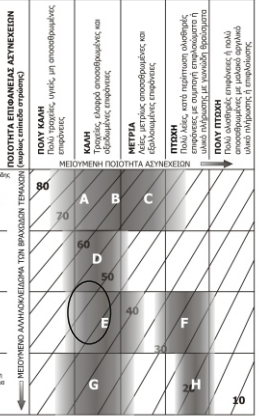 ΠΟΙΟΤΗΤΑ ΕΠΙΦΑΝΕΙΑΣ ΑΣΥΝΕΧΕΙΩΝ
(κυρίως επίπεδα στρώσης)
ΠΟΛΥ ΚΑΛΗ
Πολύ τραχείες, υγιείς, μη αποσαθρωμένες
επιφάνειες
ΚΑΛΗ
Τραχείες, ελαφρά αποσαθρωμένες και
οξειδωμένες επιφάνειες
ΜΕΤΡΙΑ
Λείες, μετρίως αποσαθρωμένες και
εξαλλοιωμένες επιφάνειες
ΠΤΩΧΗ
Πολύ λείες, κατά περίπτωση ολισθηρές
επιφάνειες με συμπαγή επιφλοιώματα ή
υλικό πλήρωσης με γωνιώδη θραύσματα
ΠΟΛΥ ΠΤΩΧΗ
Πολύ ολισθηρές επιφάνειες ή πολύ
αποσαθρωμένες με μαλακό αργιλικό
υλικό πλήρωσης ή επιφλοίωσης
ΜΕΙΟΥΜΕΝΗ ΠΟΙΟΤΗΤΑ ΑΣΥΝΕΧΕΙΩΝ
ΜΕΙΟΥΜΕΝΟ ΑΛΛΗΛΟΚΛΕΙΔΩΜΑ ΤΩΝ ΒΡΑΧΩΔΩΝ ΤΕΜΑΧΩΝ
80
A B C
70
60
D
50
40
E F
30
G 20 H
10